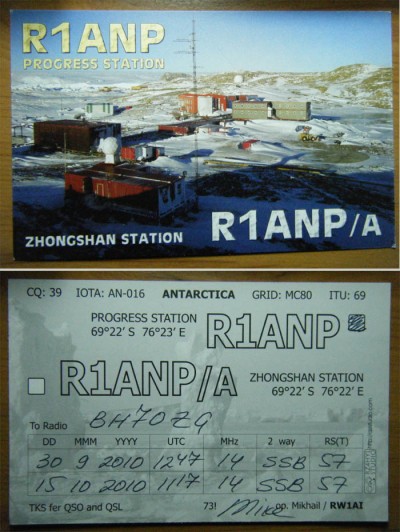 R1ANP
PROGRESS STATION
R1ANP/A
ZHONGSHAN STATION
CQ: 39 IOTA: AN-016 ANTARCTICA GRID: MC80 ITU: 69
PROGRESS STATION
69°22' S 76°23' E
R1ANP
R1ANP/A
ZHONGSHAN STATION
69°22' S 76°22' E
To Radio BH7OZG
DD MMM YYYY UTC MHz 2 way RS(T)
30 9 2010 1247 14 SSB 57
15 10 2010 1117 14 SSB 57
TKS for QSO and QSL 73! Mike op. Mikhail / RW1AI